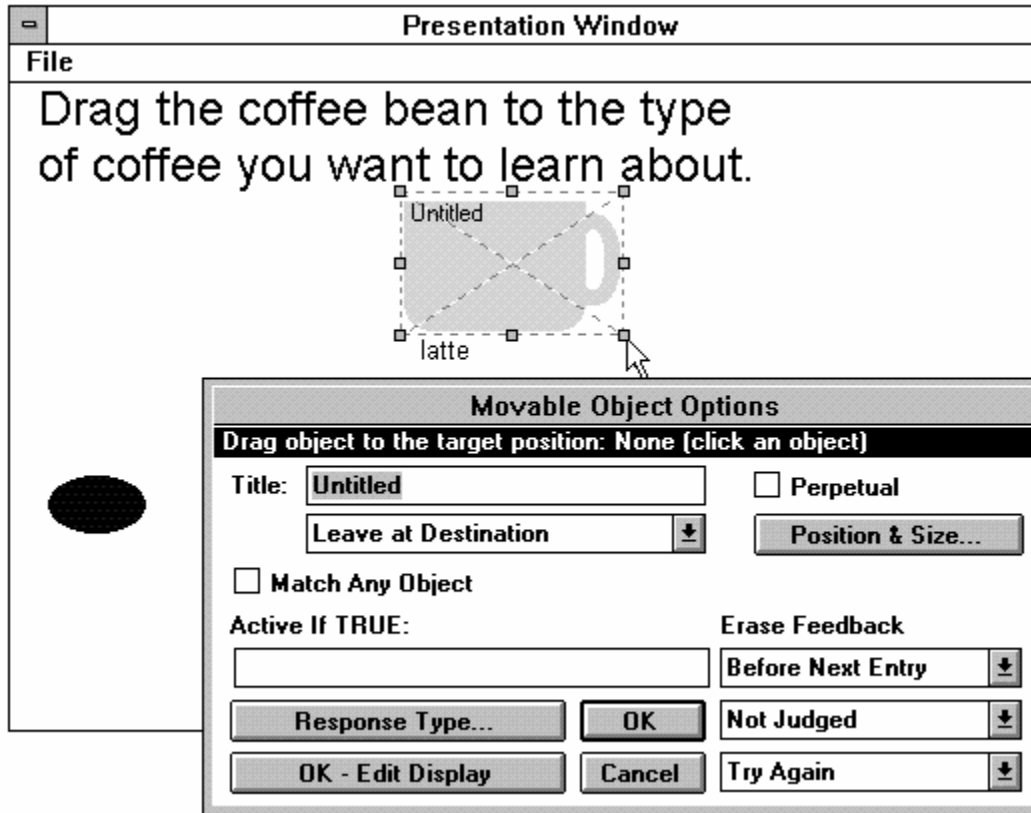 Presentation Window
File
Drag the coffee bean to the type
of coffee you want to learn about.
Untitled
latte
Movable Object Options
Drag object to the target position: None (click an object)
Title: Untitled
Perpetual
Leave at Destination
Position & Size...
Match Any Object
Active If TRUE:
Erase Feedback
Before Next Entry
Response Type...
OK
Not Judged
OK - Edit Display
Cancel
Try Again